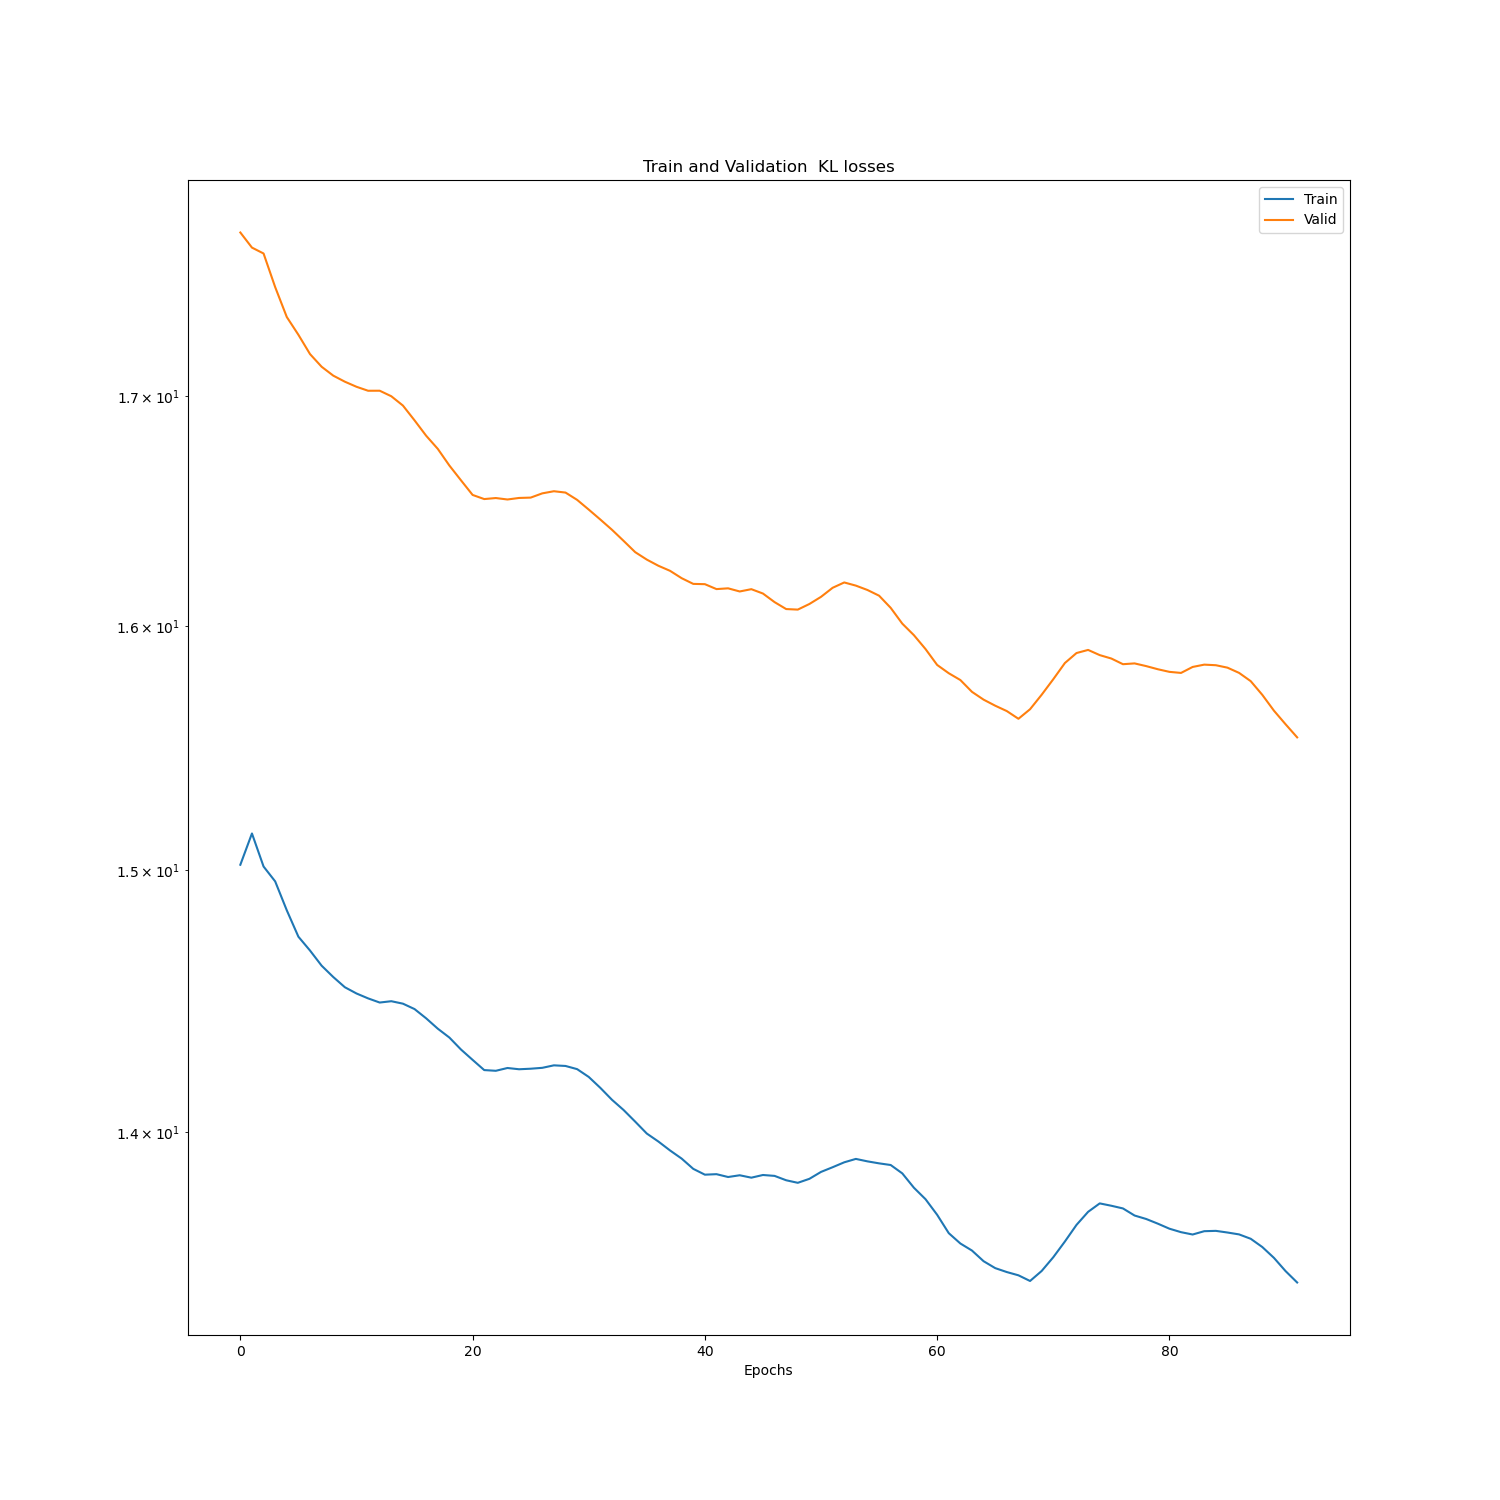 Train and Validation  KL losses
Train
Valid
1.7 × 10¹
1.6 × 10¹
1.5 × 10¹
1.4 × 10¹
0 20 40 60 80
Epochs